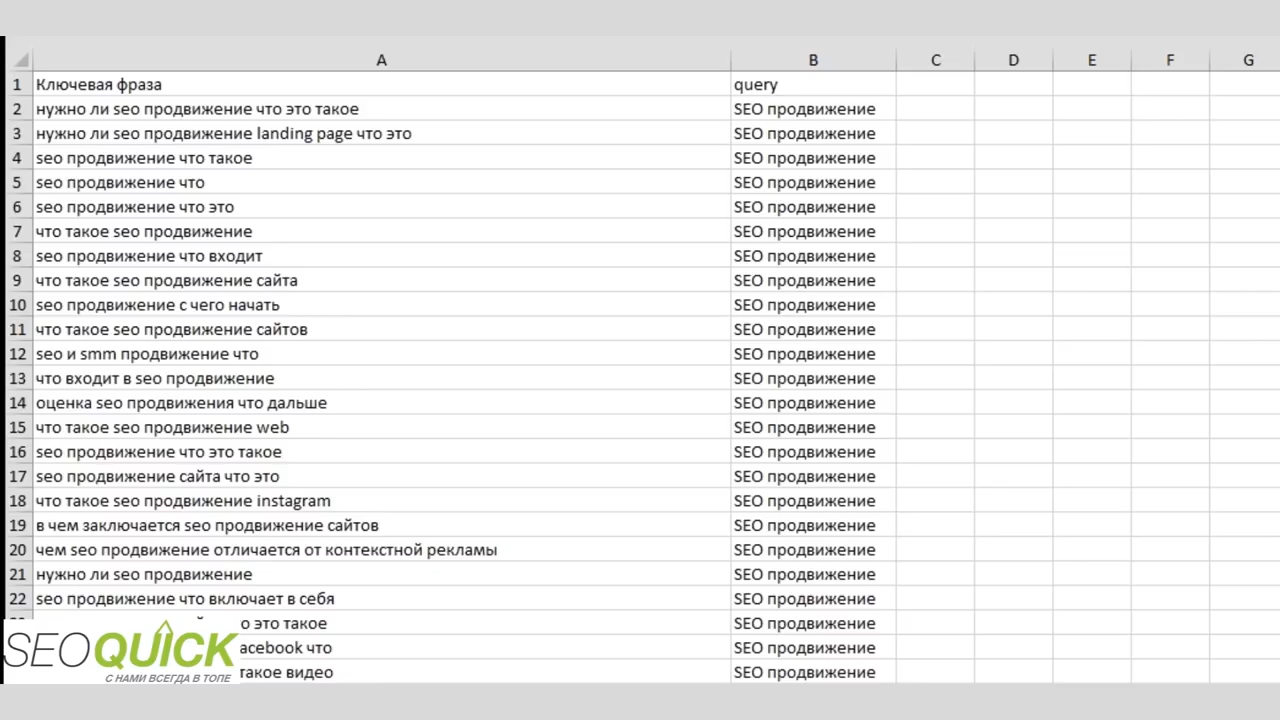 A B C D E F G
1 Ключевая фраза query
2 нужно ли seo продвижение что это такое SEO продвижение
3 нужно ли seo продвижение landing page что это SEO продвижение
4 seo продвижение что такое SEO продвижение
5 seo продвижение что SEO продвижение
6 seo продвижение что это SEO продвижение
7 что такое seo продвижение SEO продвижение
8 seo продвижение что входит SEO продвижение
9 что такое seo продвижение сайта SEO продвижение
10 seo продвижение с чего начать SEO продвижение
11 что такое seo продвижение сайтов SEO продвижение
12 seo и smm продвижение что SEO продвижение
13 что входит в seo продвижение SEO продвижение
14 оценка seo продвижения что дальше SEO продвижение
15 что такое seo продвижение web SEO продвижение
16 seo продвижение что это такое SEO продвижение
17 seo продвижение сайта что это SEO продвижение
18 что такое seo продвижение instagram SEO продвижение
19 в чем заключается seo продвижение сайтов SEO продвижение
20 чем seo продвижение отличается от контекстной рекламы SEO продвижение
21 нужно ли seo продвижение SEO продвижение
22 seo продвижение что включает в себя SEO продвижение
это такое SEO продвижение
acebook что SEO продвижение
такое видео SEO продвижение
SEOQUICK
С НАМИ ВСЕГДА В ТОПЕ